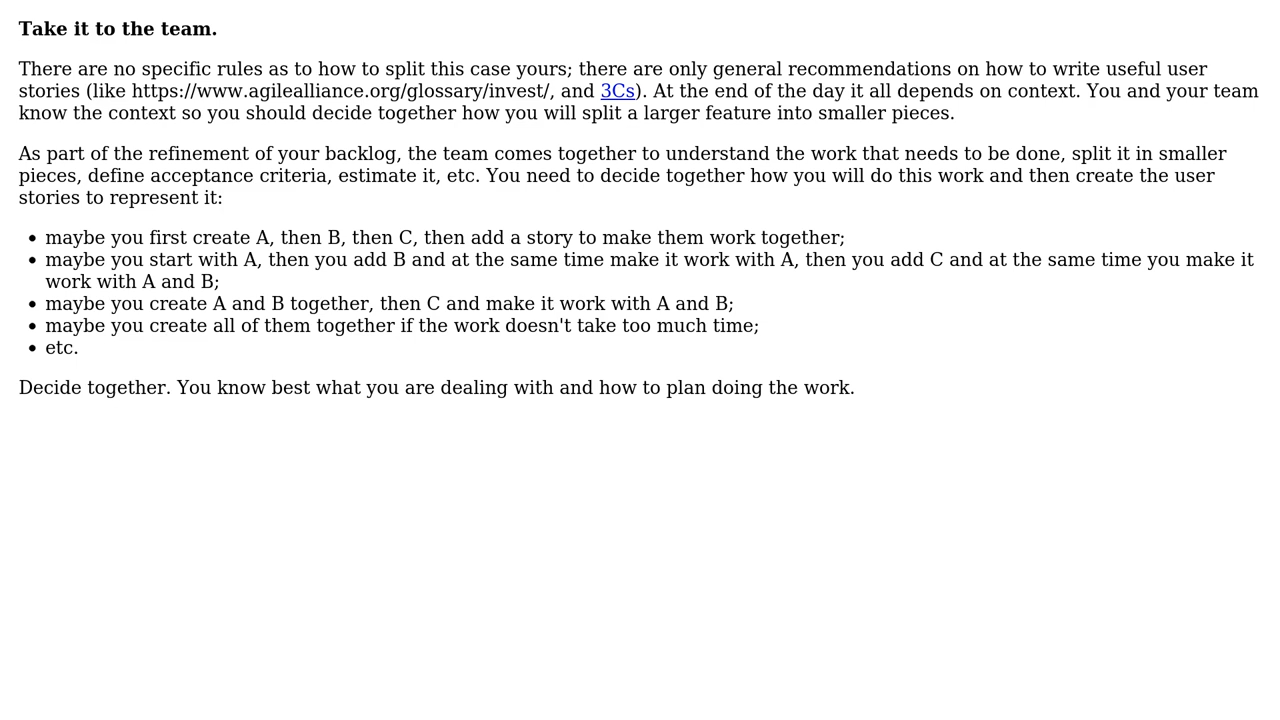 Take it to the team.
There are no specific rules as to how to split this case yours; there are only general recommendations on how to write useful user
stories (like https://www.agilealliance.org/glossary/invest/, and 3Cs). At the end of the day it all depends on context. You and your team
know the context so you should decide together how you will split a larger feature into smaller pieces.
As part of the refinement of your backlog, the team comes together to understand the work that needs to be done, split it in smaller
pieces, define acceptance criteria, estimate it, etc. You need to decide together how you will do this work and then create the user
stories to represent it:
• maybe you first create A, then B, then C, then add a story to make them work together;
• maybe you start with A, then you add B and at the same time make it work with A, then you add C and at the same time you make it
work with A and B;
• maybe you create A and B together, then C and make it work with A and B;
• maybe you create all of them together if the work doesn't take too much time;
• etc.
Decide together. You know best what you are dealing with and how to plan doing the work.